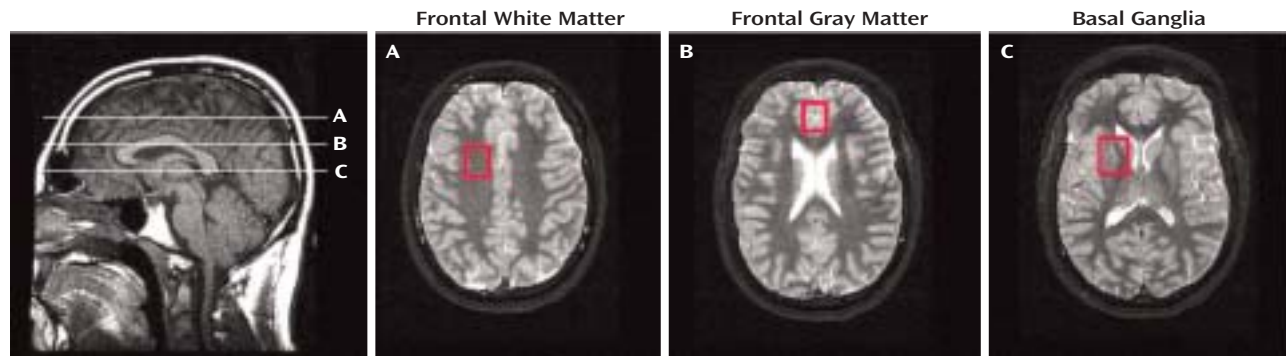 Frontal White Matter
Frontal Gray Matter
Basal Ganglia
A
B
C
A
B
C